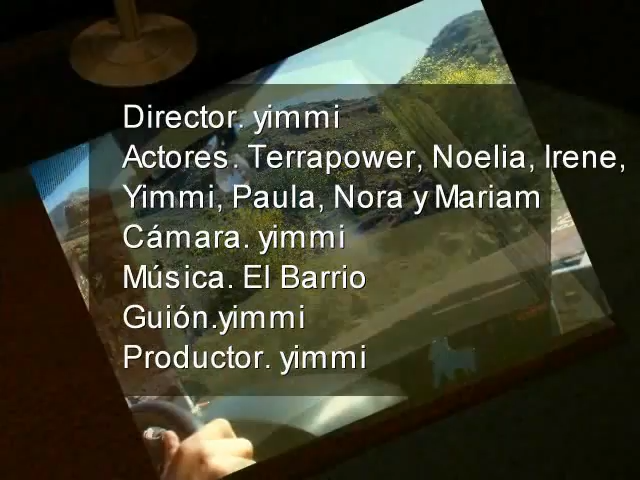 Director. yimmi
Actores. Terrapower, Noelia, Irene,
Yimmi, Paula, Nora y Mariam
Cámara. yimmi
Música. El Barrio
Guión.yimmi
Productor. yimmi